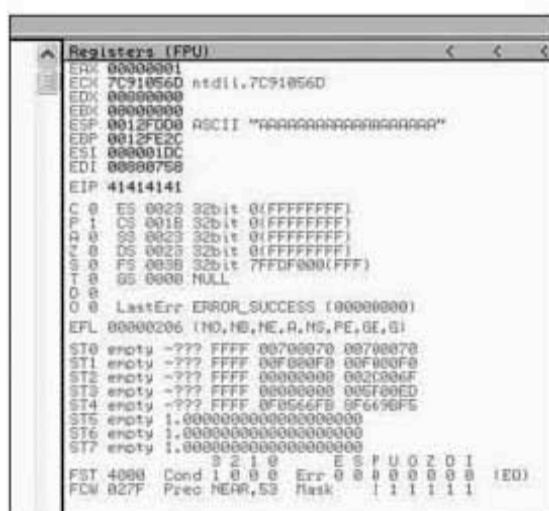 Registers (FPU) < < <
EAX 00000001
ECX 7C91056D ntdll.7C91056D
EDX
EBX 00000000
ESP 0012FDD0 ASCII
EBP 0012FE2C
ESI 000001DC
EDI
EIP 41414141
C 0 ES 0023 32bit 0(FFFFFFFF)
P 1 CS 001B 32bit 0(FFFFFFFF)
A 0 SS 0023 32bit 0(FFFFFFFF)
Z 0 DS 0023 32bit 0(FFFFFFFF)
S 0 FS 003B 32bit 7FFDF000(FFF)
T 0 GS 0000 NULL
D 0
O 0 LastErr ERROR_SUCCESS (00000000)
EFL 00000206 (NO,NB,NE,A,NS,PE,GE,G)
ST0 empty -??? FFFF 00700070 00700070
ST1 empty -??? FFFF 00F000F0 00F000F0
ST2 empty -??? FFFF 00000000
ST3 empty -??? FFFF 00000000 005F00ED
ST4 empty -??? FFFF
ST5 empty 1.0000000000000000000
ST6 empty 1.0000000000000000000
ST7 empty 1.0000000000000000000
3 2 1 0 E S P U O Z D I
FST 4000 Cond 1 0 0 0 Err 0 0 0 0 0 0 0 0 (EQ)
FCW 027F Prec NEAR,53 Mask 1 1 1 1 1 1